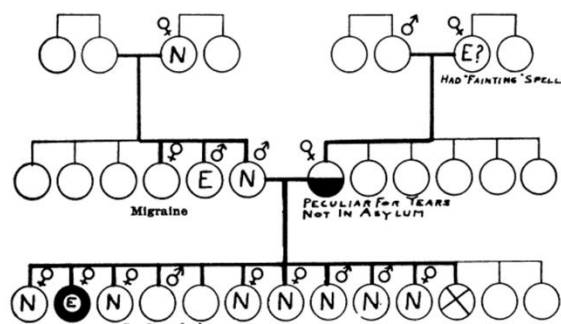 N E?
HAD "FAINTING" SPELL
E N
Migraine
PECULIAR FOR YEARS
NOT IN ASYLUM
N E N N N N N N